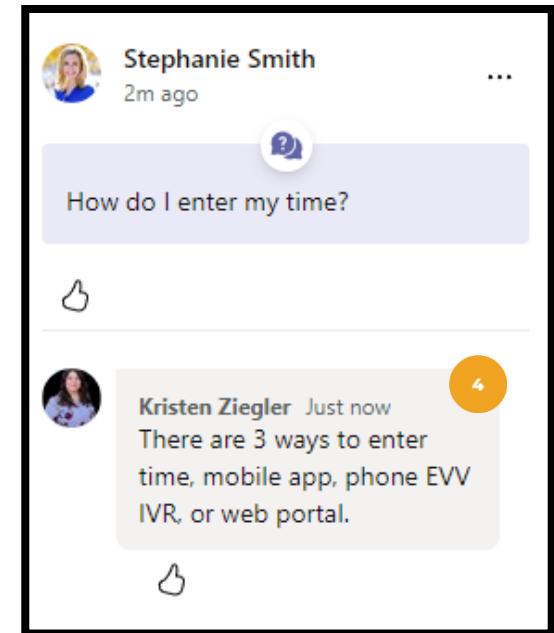 Stephanie Smith
...
2m ago
?
How do I enter my time?
4
Kristen Ziegler Just now
There are 3 ways to enter
time, mobile app, phone EVV
IVR, or web portal.